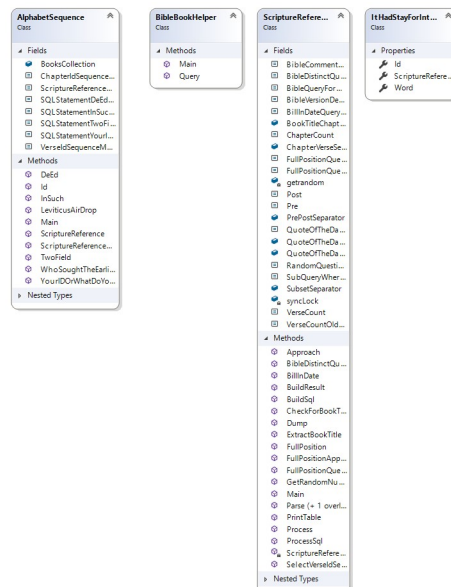 AlphabetSequence
Class
Fields
BooksCollection
ChapterIdSequence...
ScriptureReference...
SQLStatementDeEd...
SQLStatementInSuc...
SQLStatementTwoFi...
SQLStatementYourI...
VerseIdSequenceM...
Methods
DeEd
Id
InSuch
LeviticusAirDrop
Main
ScriptureReference
ScriptureReference...
TwoField
WhoSoughtTheEarli...
YourIDOrWhatDoYo...
Nested Types
BibleBookHelper
Class
Methods
Main
Query
ScriptureRefere...
Class
Fields
BibleComment...
BibleDistinctQu...
BibleQueryFor...
BibleVersionDe...
BillInDateQuery...
BookTitleChapt...
ChapterCount
ChapterVerseSe...
FullPositionQue...
FullPositionQue...
getrandom
Post
Pre
PrePostSeparator
QuoteOfTheDa...
QuoteOfTheDa...
QuoteOfTheDa...
RandomQuesti...
SubQueryWher...
SubsetSeparator
syncLock
VerseCount
VerseCountOld...
Methods
Approach
BibleDistinctQu...
BillInDate
BuildResult
BuildSql
CheckForBookT...
Dump
ExtractBookTitle
FullPosition
FullPositionApp...
FullPositionQue...
GetRandomNu...
Main
Parse (+ 1 overl...
PrintTable
Process
ProcessSql
ScriptureRefere...
SelectVerseIdSe...
Nested Types
ItHadStayForInt...
Class
Properties
Id
ScriptureRefere...
Word